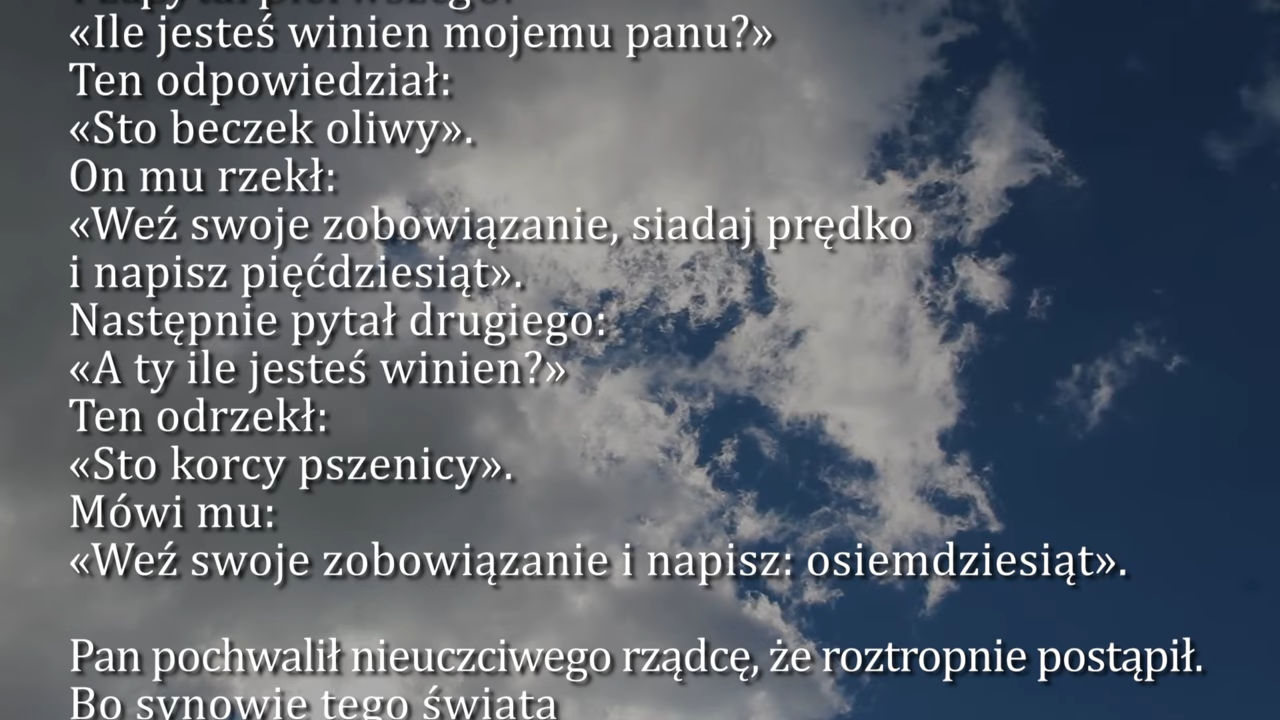 «Ile jesteś winien mojemu panu?»
Ten odpowiedział:
«Sto beczek oliwy».
On mu rzekł:
«Weź swoje zobowiązanie, siadaj prędko
i napisz pięćdziesiąt».
Następnie pytał drugiego:
«A ty ile jesteś winien?»
Ten odrzekł:
«Sto korcy pszenicy».
Mówi mu:
«Weź swoje zobowiązanie i napisz: osiemdziesiąt».
Pan pochwalił nieuczciwego rządcę, że roztropnie postąpił.
Bo synowie tego świata